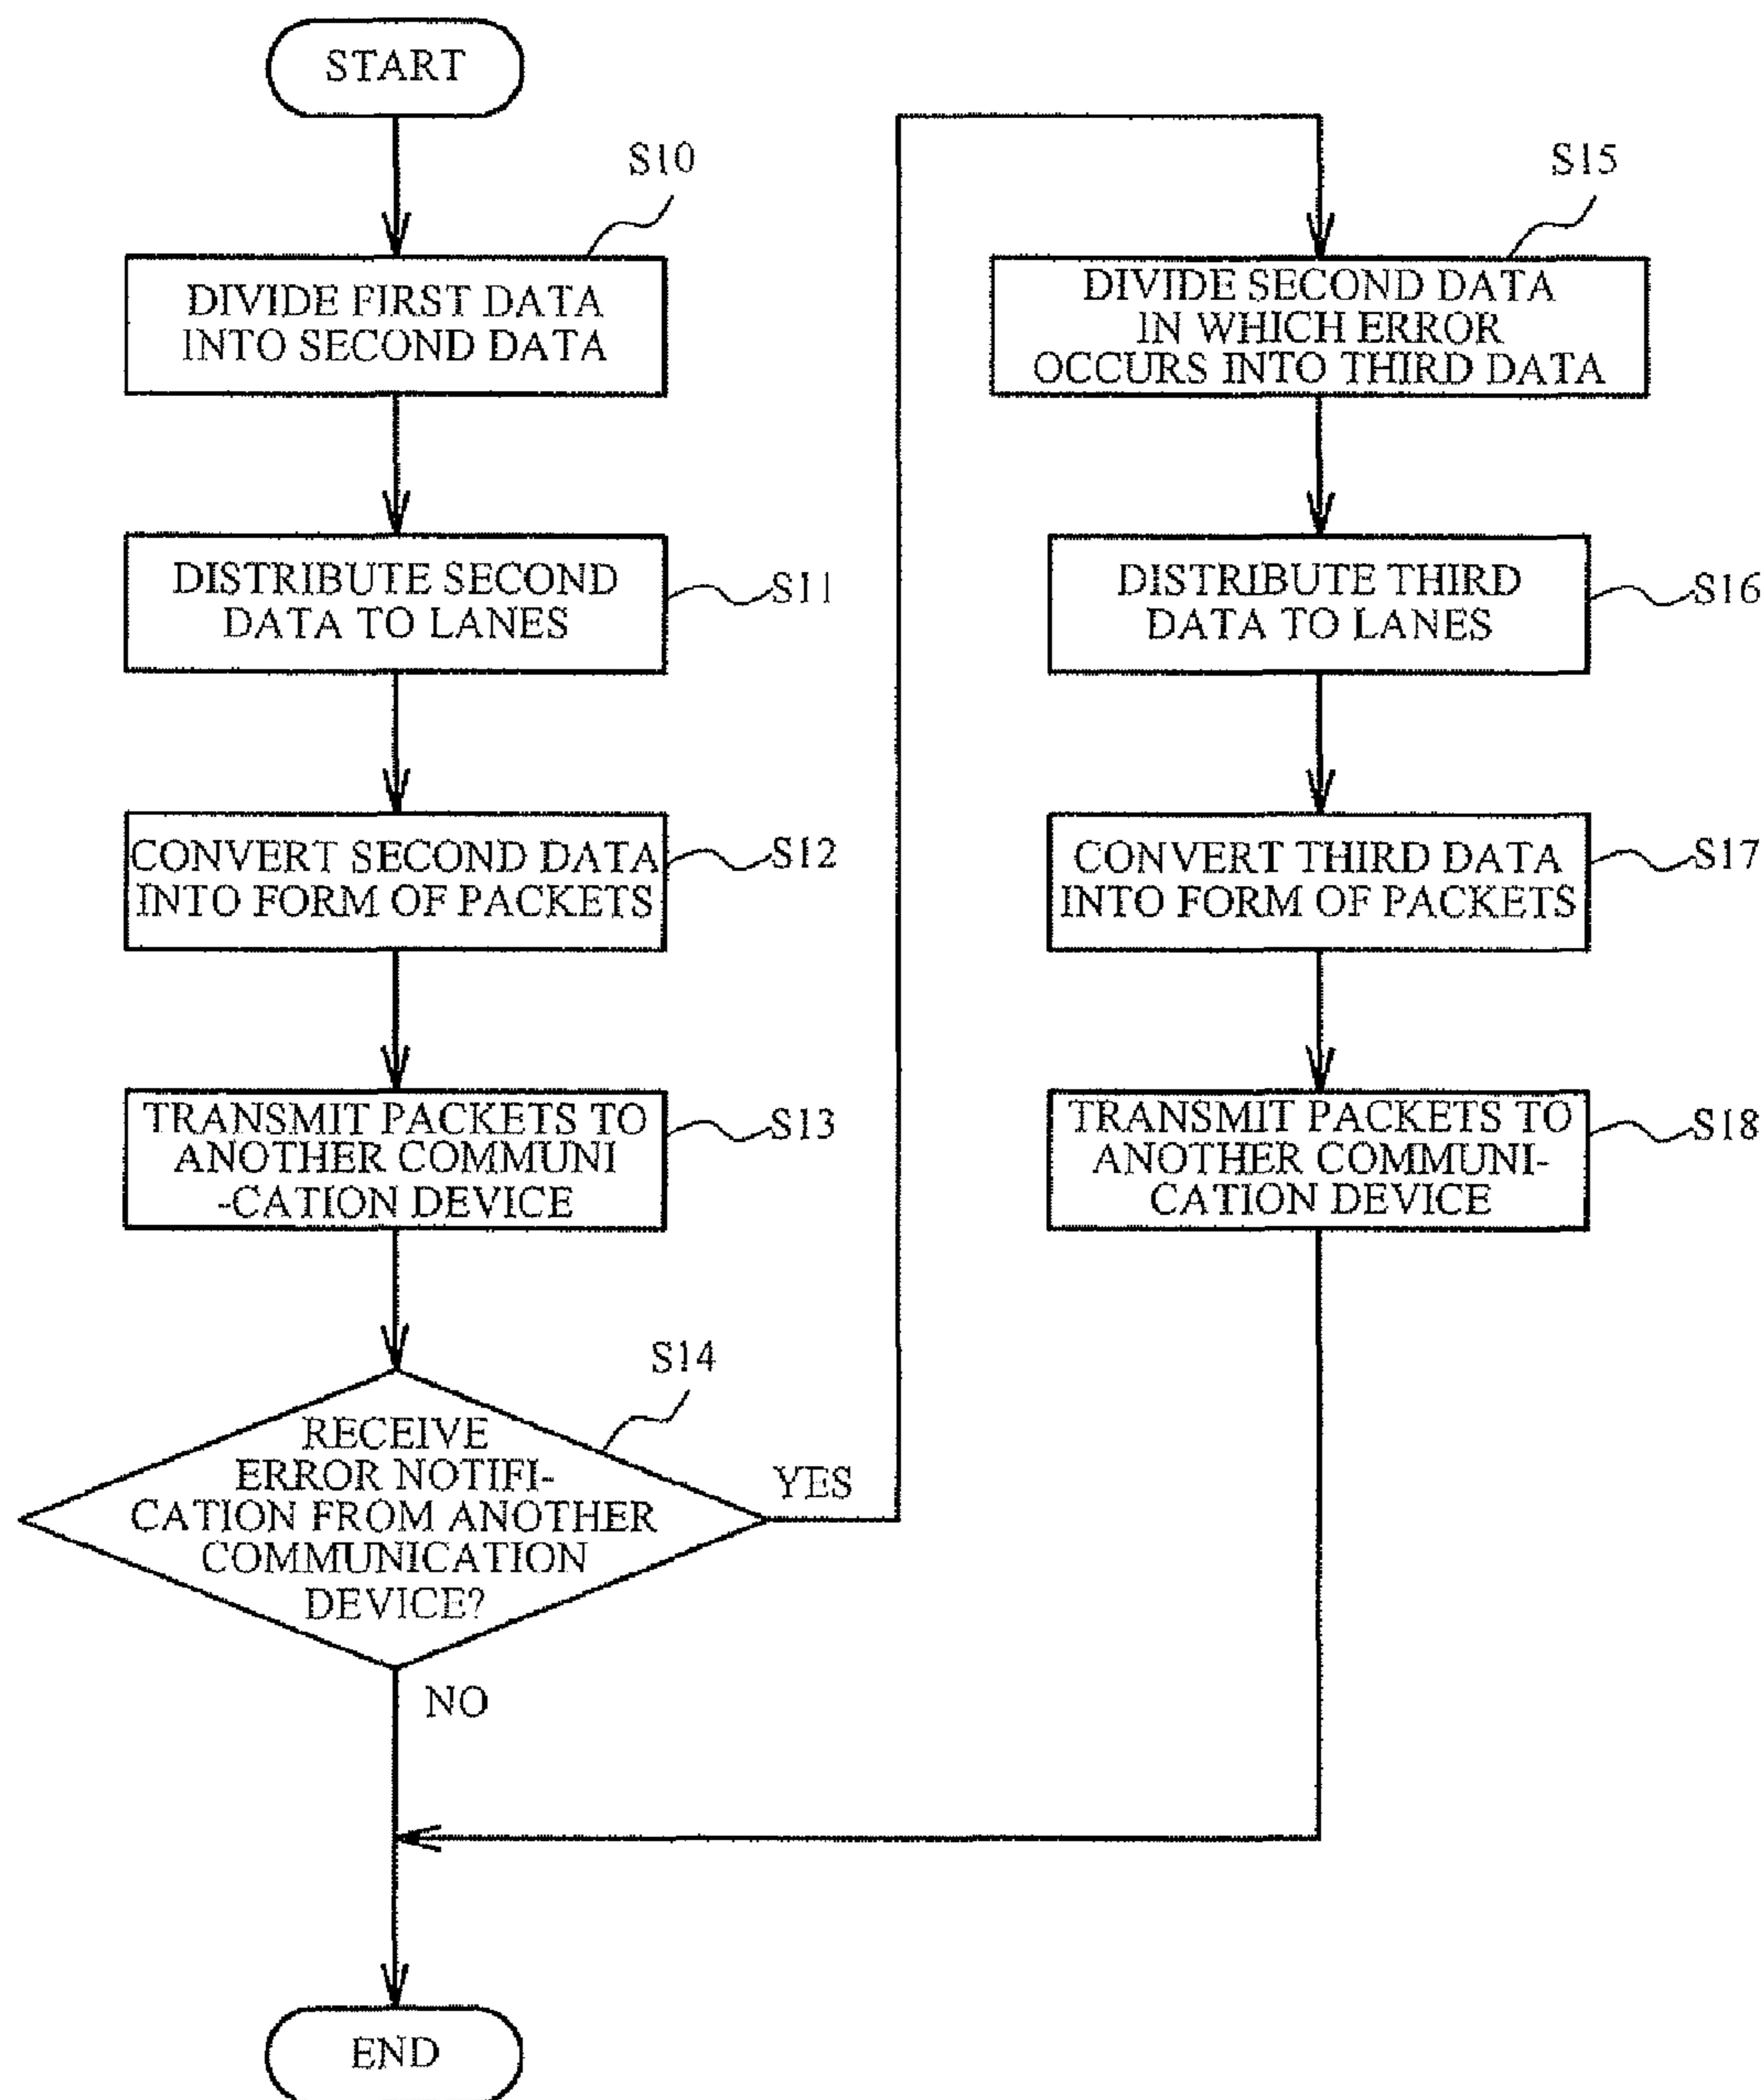 START
S10
DIVIDE FIRST DATA
INTO SECOND DATA
DISTRIBUTE SECOND
DATA TO LANES
S11
CONVERT SECOND DATA
INTO FORM OF PACKETS
S12
TRANSMIT PACKETS TO
ANOTHER COMMUNI
-CATION DEVICE
S13
S14
RECEIVE
ERROR NOTIFI-
CATION FROM ANOTHER
COMMUNICATION
DEVICE?
YES
NO
S15
DIVIDE SECOND DATA
IN WHICH ERROR
OCCURS INTO THIRD DATA
DISTRIBUTE THIRD
DATA TO LANES
S16
CONVERT THIRD DATA
INTO FORM OF PACKETS
S17
TRANSMIT PACKETS TO
ANOTHER COMMUNI-
CATION DEVICE
S18
END